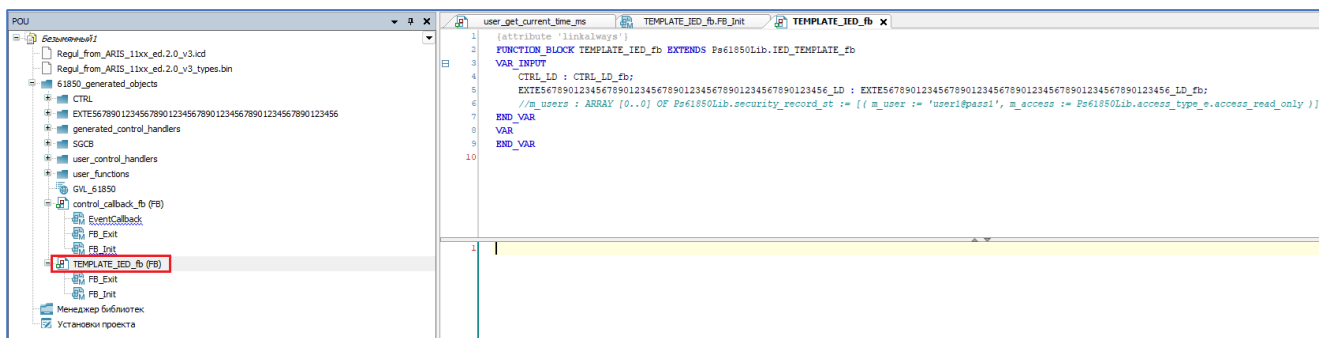 POU
Безымянный1
Regul_from_ARIS_11xx_ed.2.0_v3.icd
Regul_from_ARIS_11xx_ed.2.0_v3_types.bin
61850_generated_objects
CTRL
EXTE56789012345678901234567890123456789012345678901234567890123456
generated_control_handlers
SGCB
user_control_handlers
user_functions
GVL_61850
control_callback_fb (FB)
EventCallback
FB_Exit
FB_Init
TEMPLATE_IED_fb (FB)
FB_Exit
FB_Init
Менеджер библиотек
Установки проекта
user_get_current_time_ms TEMPLATE_IED_fb.FB_Init TEMPLATE_IED_fb X
1 {attribute 'linkalways'}
2 FUNCTION_BLOCK TEMPLATE_IED_fb EXTENDS Ps61850Lib.IED_TEMPLATE_fb
3 VAR_INPUT
4 CTRL_LD : CTRL_LD_fb;
5 EXTE56789012345678901234567890123456789012345678901234567890123456_LD : EXTE56789012345678901234567890123456789012345678901234567890123456_LD_fb;
6 //m_users : ARRAY [0..0] OF Ps61850Lib.security_record_st := [( m_user := 'user1@pass1', m_access := Ps61850Lib.access_type_e.access_read_only )]
7 END_VAR
8 VAR
9 END_VAR
10
1